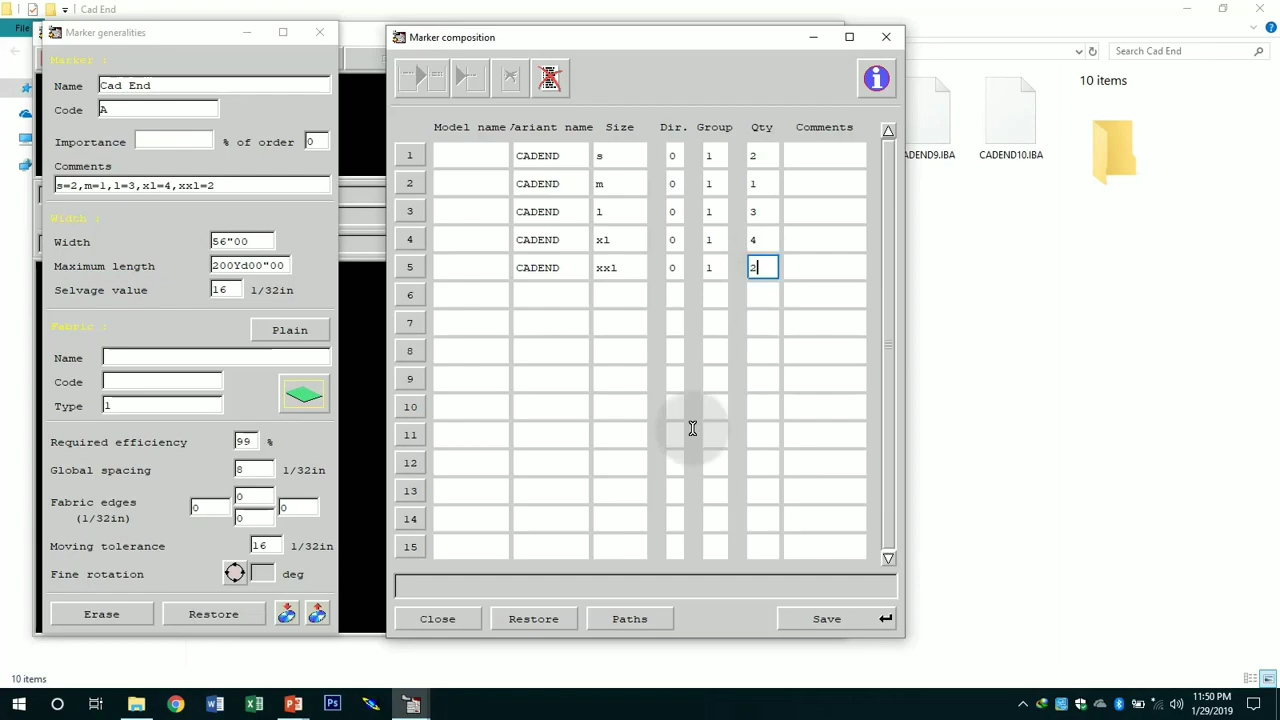 Cad End
File
Marker generalities
Marker :
Name Cad End
Code A
Importance % of order 0
Comments
s=2,m=1,l=3,xl=4,xxl=2
Width :
Width 56"00
Maximum length 200Yd00"00
Selvage value 16 1/32in
Fabric :
Plain
Name
Code
Type 1
Required efficiency 99 %
Global spacing 8 1/32in
Fabric edges 0 0 0
(1/32in) 0
Moving tolerance 16 1/32in
Fine rotation deg
Erase Restore
Marker composition
Model name Variant name Size Dir. Group Qty Comments
1 CADEND s 0 1 2
2 CADEND m 0 1 1
3 CADEND l 0 1 3
4 CADEND xl 0 1 4
5 CADEND xxl 0 1 2
6
7
8
9
10
11
12
13
14
15
Close Restore Paths Save
Search Cad End
10 items
CADEND9.IBA CADEND10.IBA
10 items
11:50 PM
1/29/2019